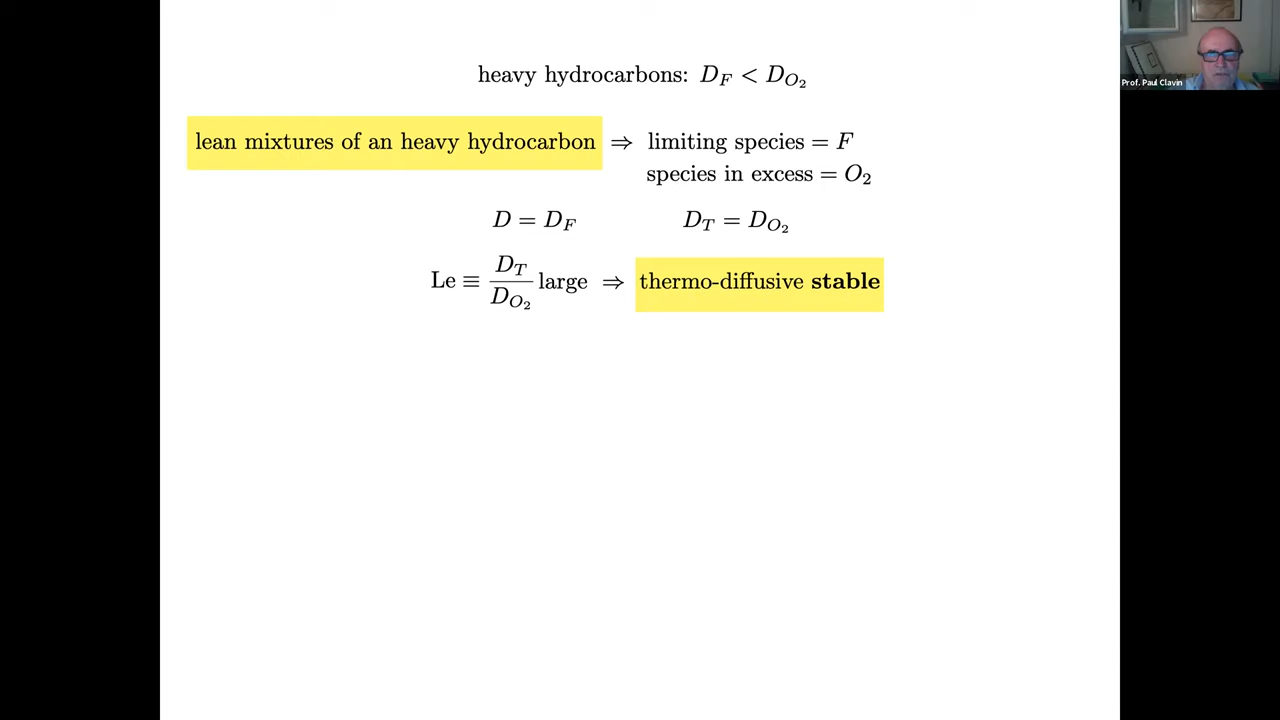 heavy hydrocarbons: D_F < D_{O_2}
lean mixtures of an heavy hydrocarbon ⇒ limiting species = F
species in excess = O_2
D = D_F D_T = D_{O_2}
Le ≡ D_T / D_{O_2} large ⇒ thermo-diffusive stable
Prof. Paul Clavin